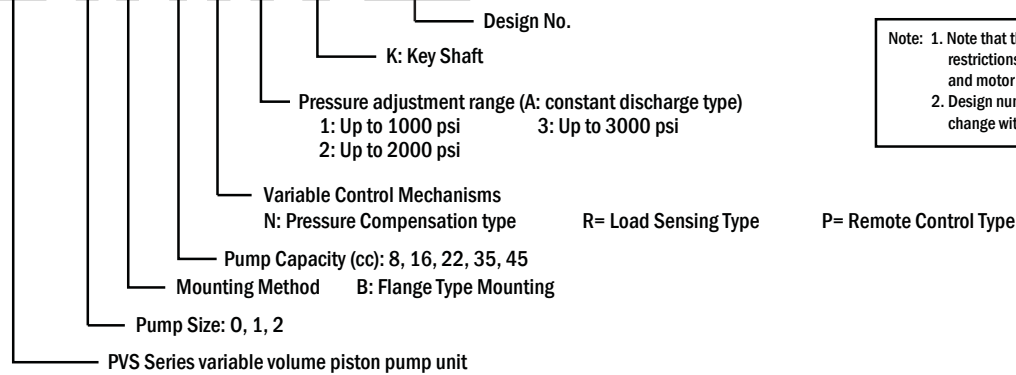 Design No.
K: Key Shaft
Pressure adjustment range (A: constant discharge type)
1: Up to 1000 psi 3: Up to 3000 psi
2: Up to 2000 psi
Variable Control Mechanisms
N: Pressure Compensation type R= Load Sensing Type P= Remote Control Type
Pump Capacity (cc): 8, 16, 22, 35, 45
Mounting Method B: Flange Type Mounting
Pump Size: 0, 1, 2
PVS Series variable volume piston pump unit
Note: 1. Note that
restrictions
and motor
2. Design
change